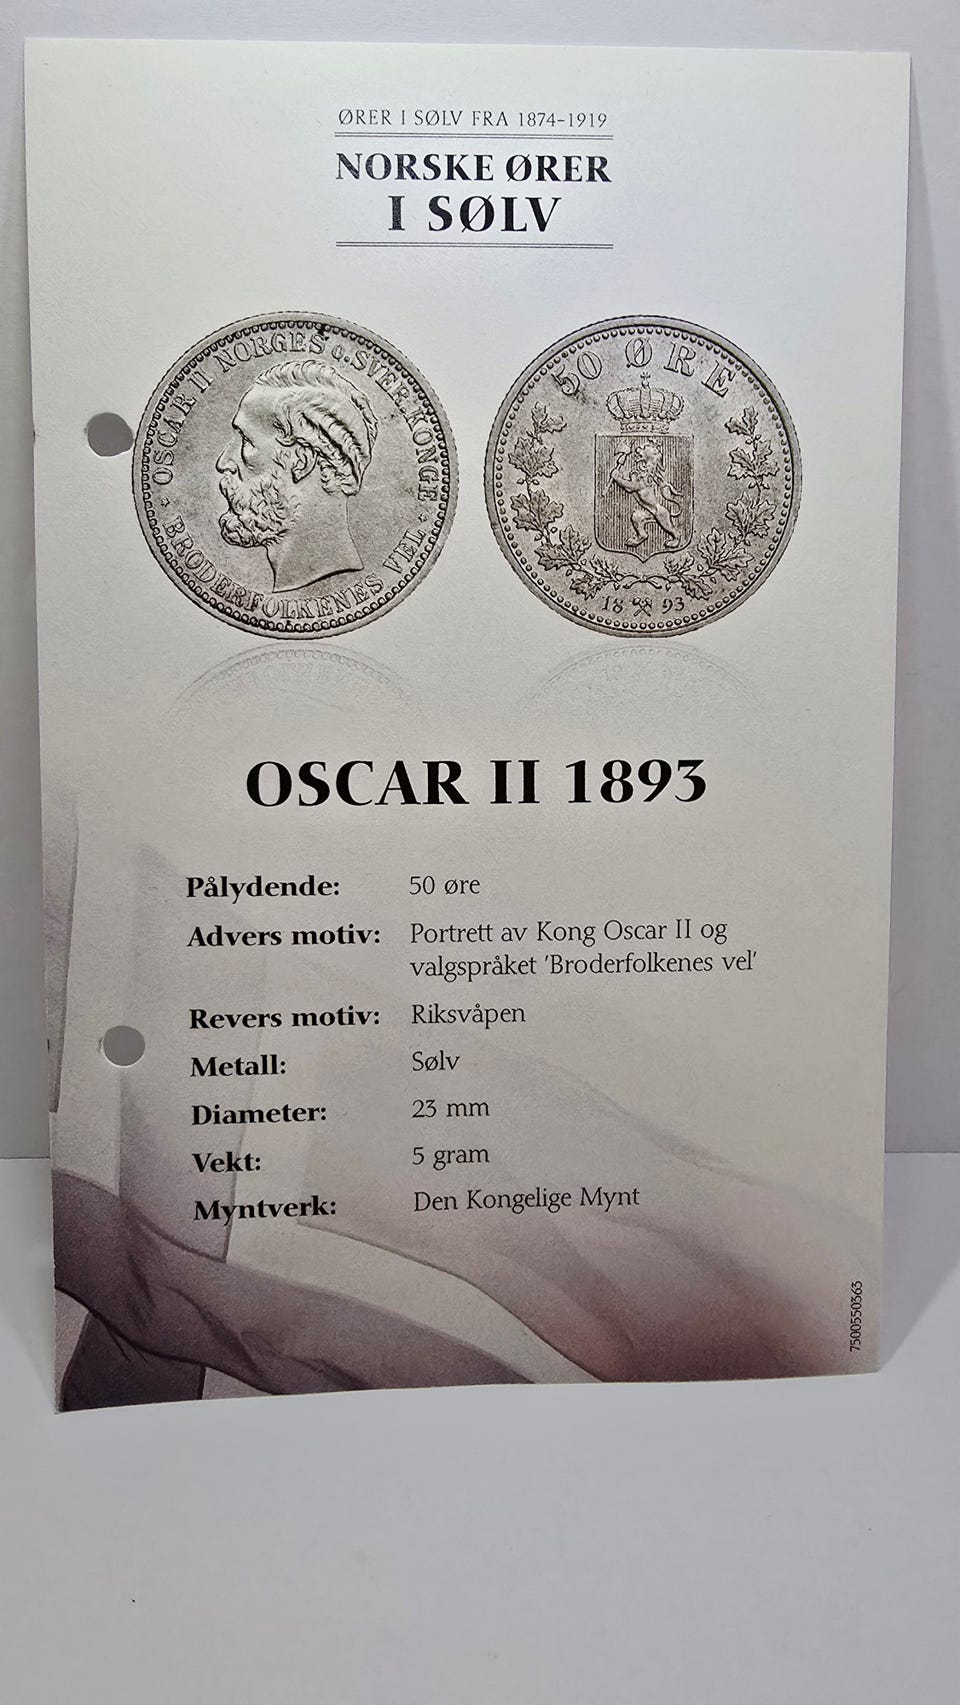 ØRER I SØLV FRA 1874-1919
NORSKE ØRER
I SØLV
OSCAR II NORGES O. SVER. KONGE
BRODERFOLKENES VEL
50 ØRE
18 93
OSCAR II 1893
Pålydende: 50 øre
Advers motiv: Portrett av Kong Oscar II og
valgspråket 'Broderfolkenes vel'
Revers motiv: Riksvåpen
Metall: Sølv
Diameter: 23 mm
Vekt: 5 gram
Myntverk: Den Kongelige Mynt
7500550363